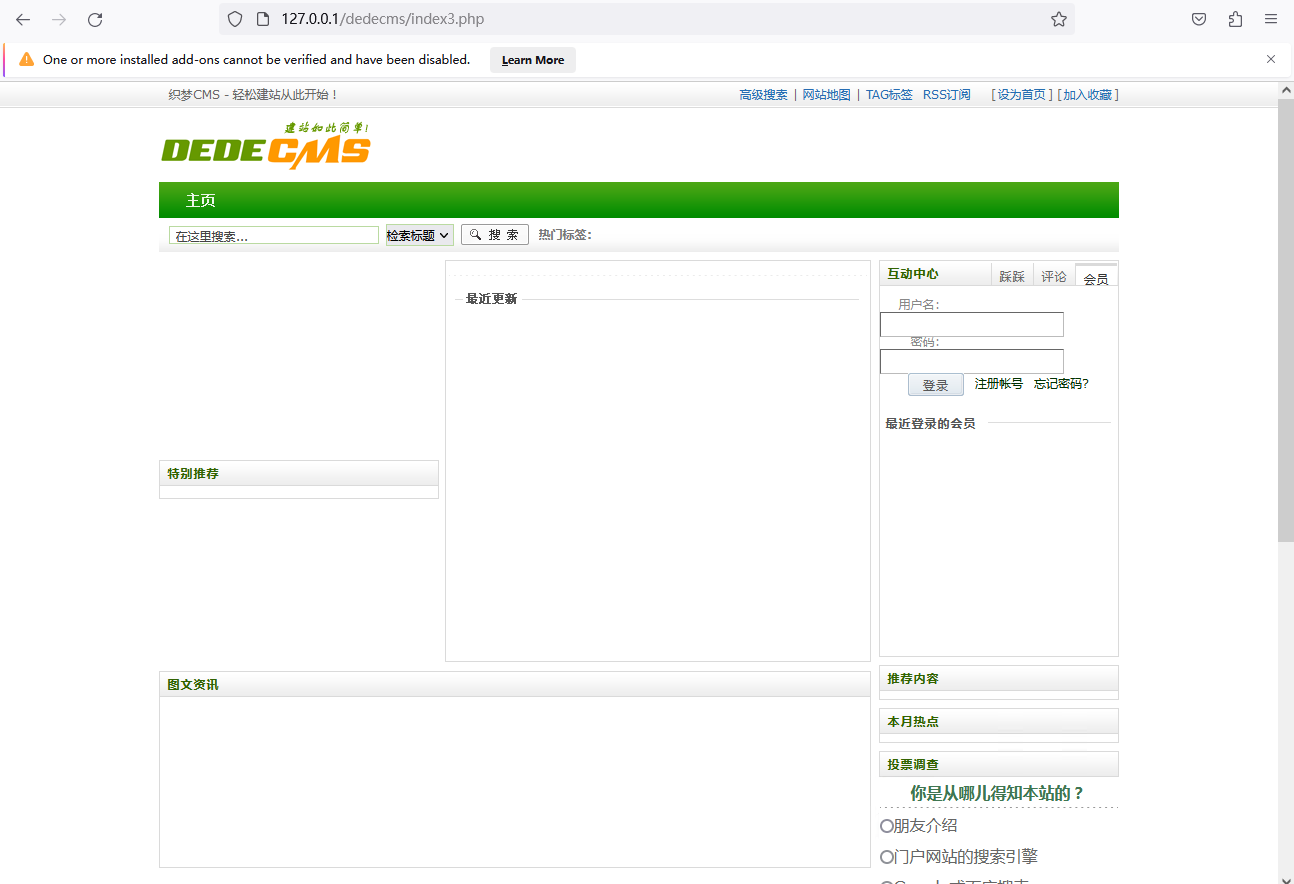 127.0.0.1/dedecms/index3.php
One or more installed add-ons cannot be verified and have been disabled. Learn More
织梦CMS - 轻松建站从此开始！
高级搜索 | 网站地图 | TAG标签 RSS订阅 [设为首页] [加入收藏]
建站如此简单!
DEDECMS
主页
在这里搜索... 检索标题 搜 索 热门标签:
最近更新
特别推荐
图文资讯
互动中心 踩踩 评论 会员
用户名：
密码：
登录 注册帐号 忘记密码?
最近登录的会员
推荐内容
本月热点
投票调查
你是从哪儿得知本站的？
朋友介绍
门户网站的搜索引擎